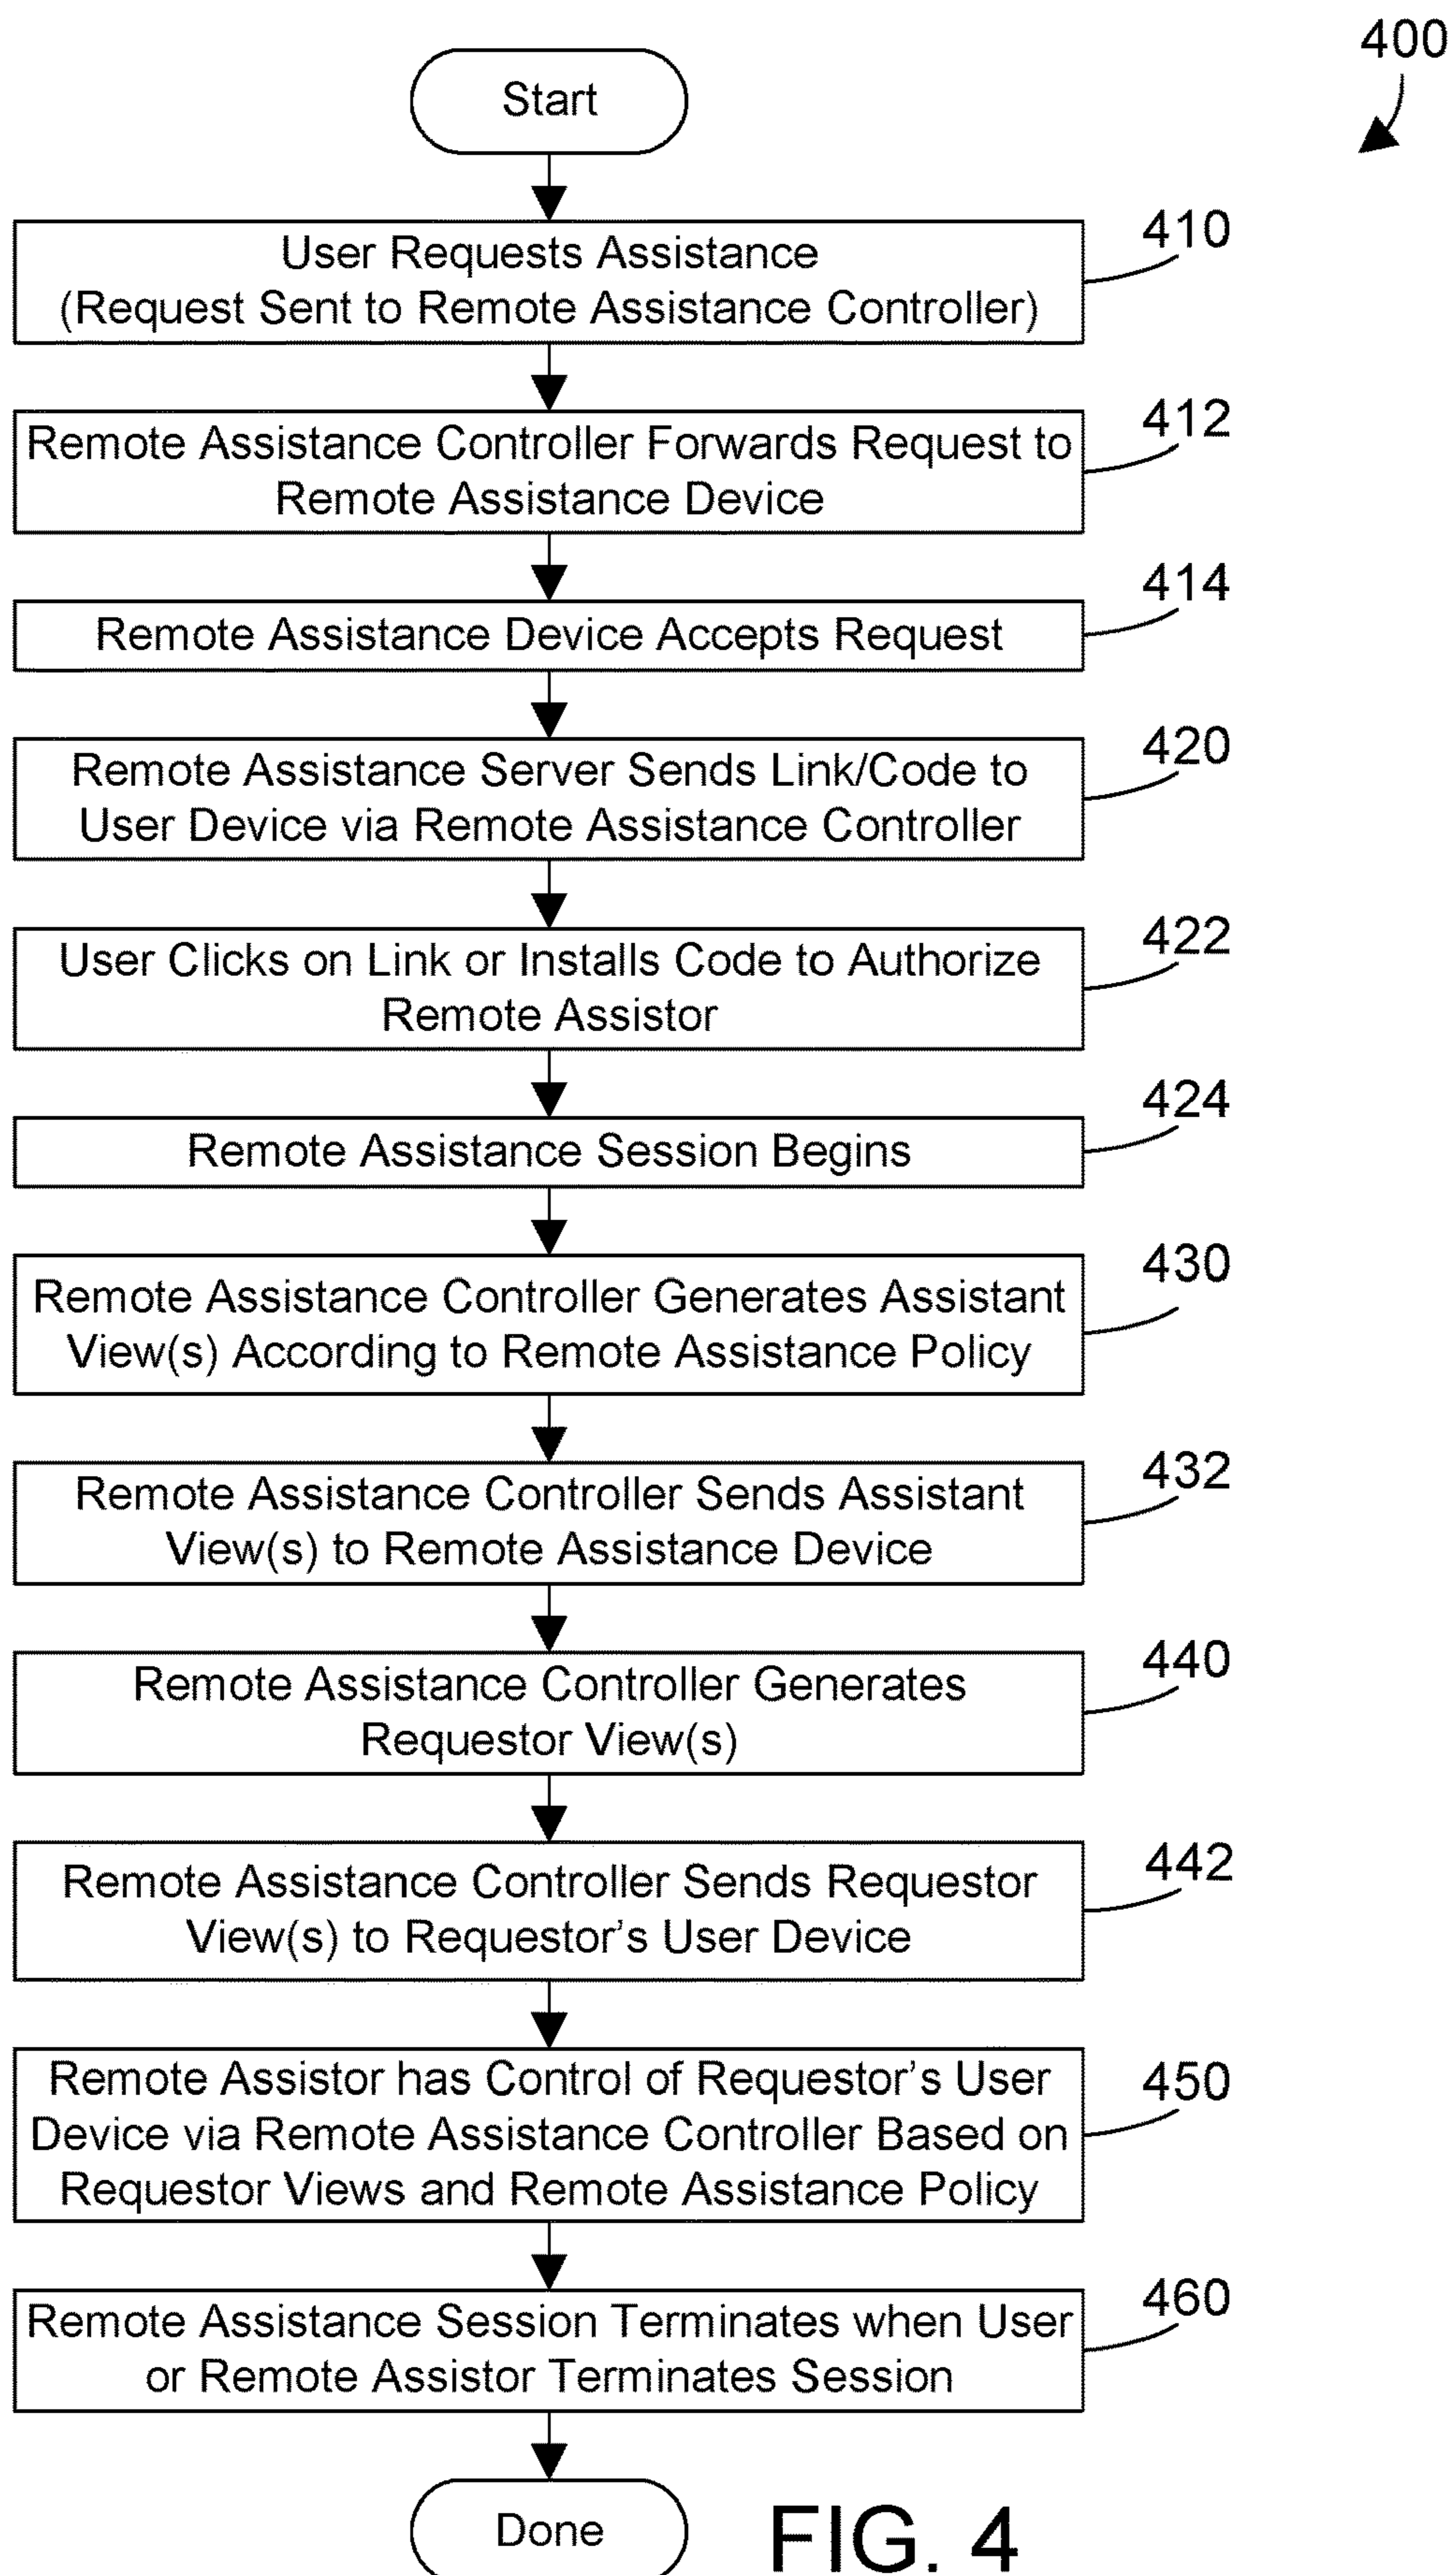 400
Start
User Requests Assistance
(Request Sent to Remote Assistance Controller)
410
Remote Assistance Controller Forwards Request to
Remote Assistance Device
412
Remote Assistance Device Accepts Request
414
Remote Assistance Server Sends Link/Code to
User Device via Remote Assistance Controller
420
User Clicks on Link or Installs Code to Authorize
Remote Assistor
422
Remote Assistance Session Begins
424
Remote Assistance Controller Generates Assistant
View(s) According to Remote Assistance Policy
430
Remote Assistance Controller Sends Assistant
View(s) to Remote Assistance Device
432
Remote Assistance Controller Generates
Requestor View(s)
440
Remote Assistance Controller Sends Requestor
View(s) to Requestor’s User Device
442
Remote Assistor has Control of Requestor’s User
Device via Remote Assistance Controller Based on
Requestor Views and Remote Assistance Policy
450
Remote Assistance Session Terminates when User
or Remote Assistor Terminates Session
460
Done
FIG. 4